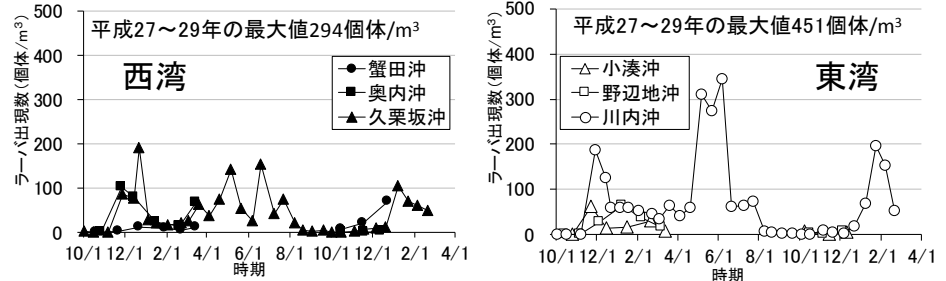 平成27～29年の最大値294個体/m³
西湾
蟹田沖
奥内沖
久栗坂沖
ラーバ出現数(個体/m³)
500
400
300
200
100
0
10/1 12/1 2/1 4/1 6/1 8/1 10/1 12/1 2/1 4/1
時期
平成27～29年の最大値451個体/m³
東湾
小湊沖
野辺地沖
川内沖
ラーバ出現数(個体/m³)
500
400
300
200
100
0
10/1 12/1 2/1 4/1 6/1 8/1 10/1 12/1 2/1 4/1
時期